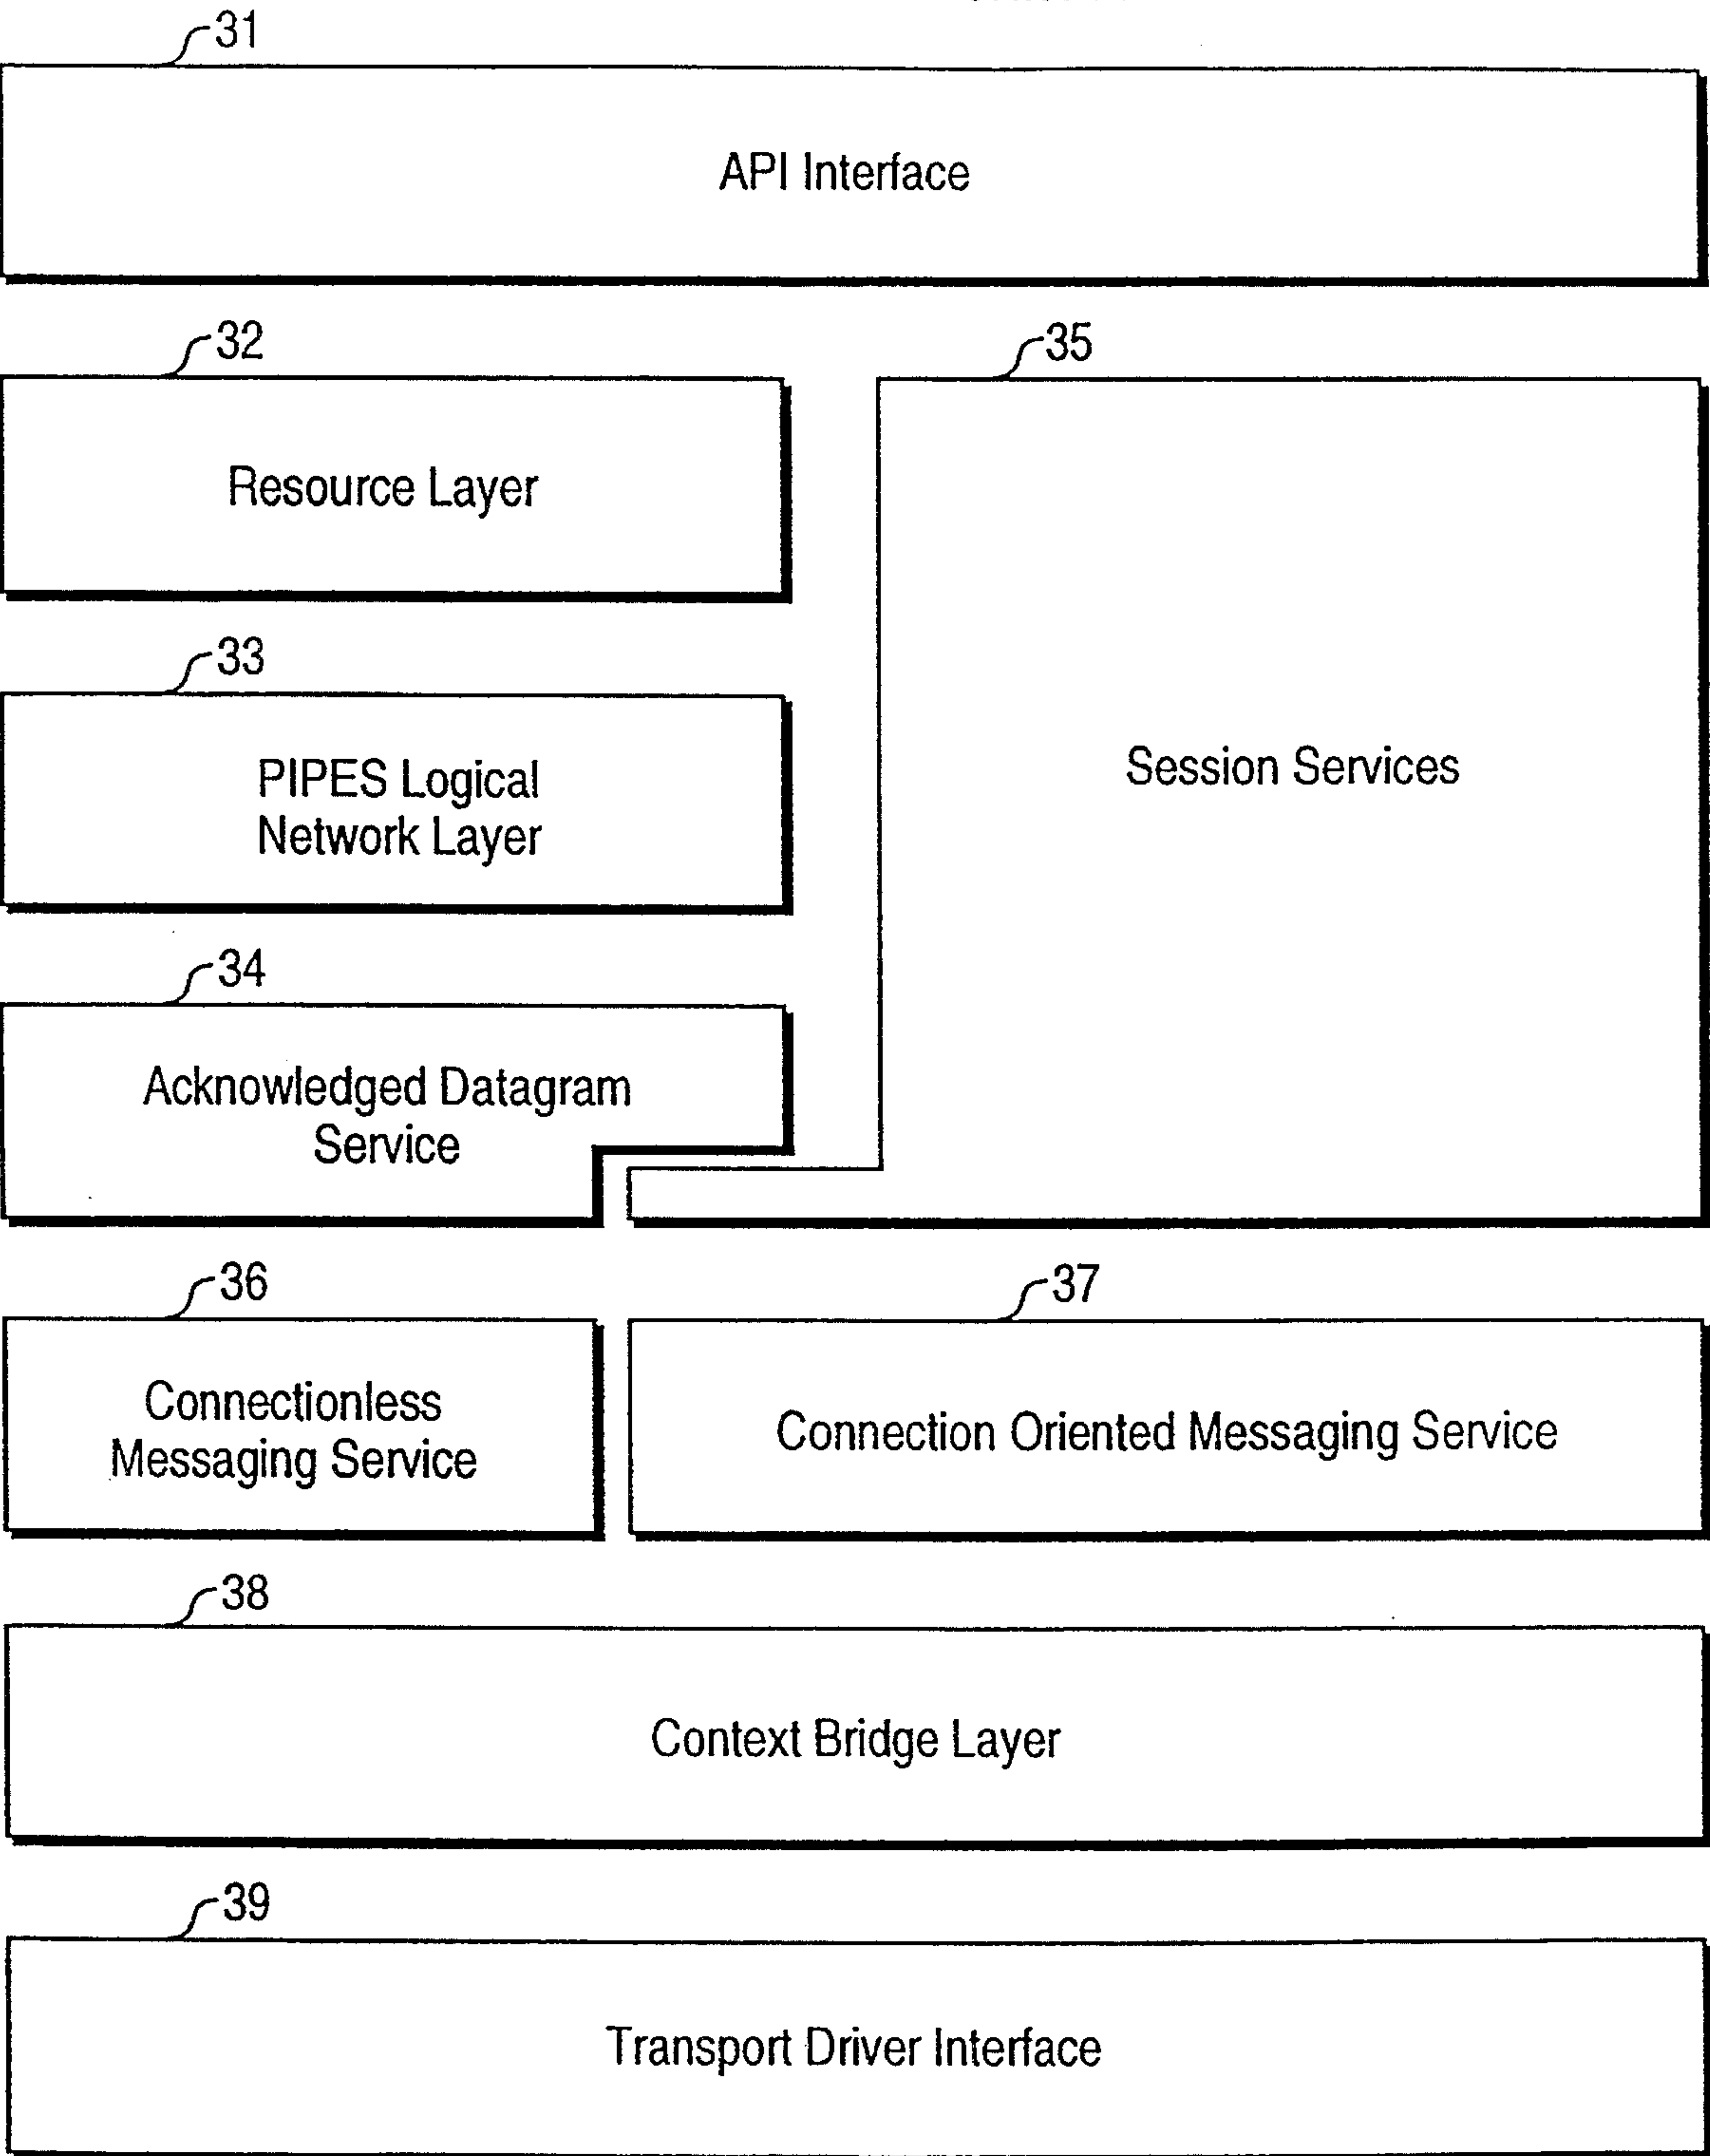 31
API Interface
32
35
Resource Layer
33
PIPES Logical
Network Layer
Session Services
34
Acknowledged Datagram
Service
36
37
Connectionless
Messaging Service
Connection Oriented Messaging Service
38
Context Bridge Layer
39
Transport Driver Interface